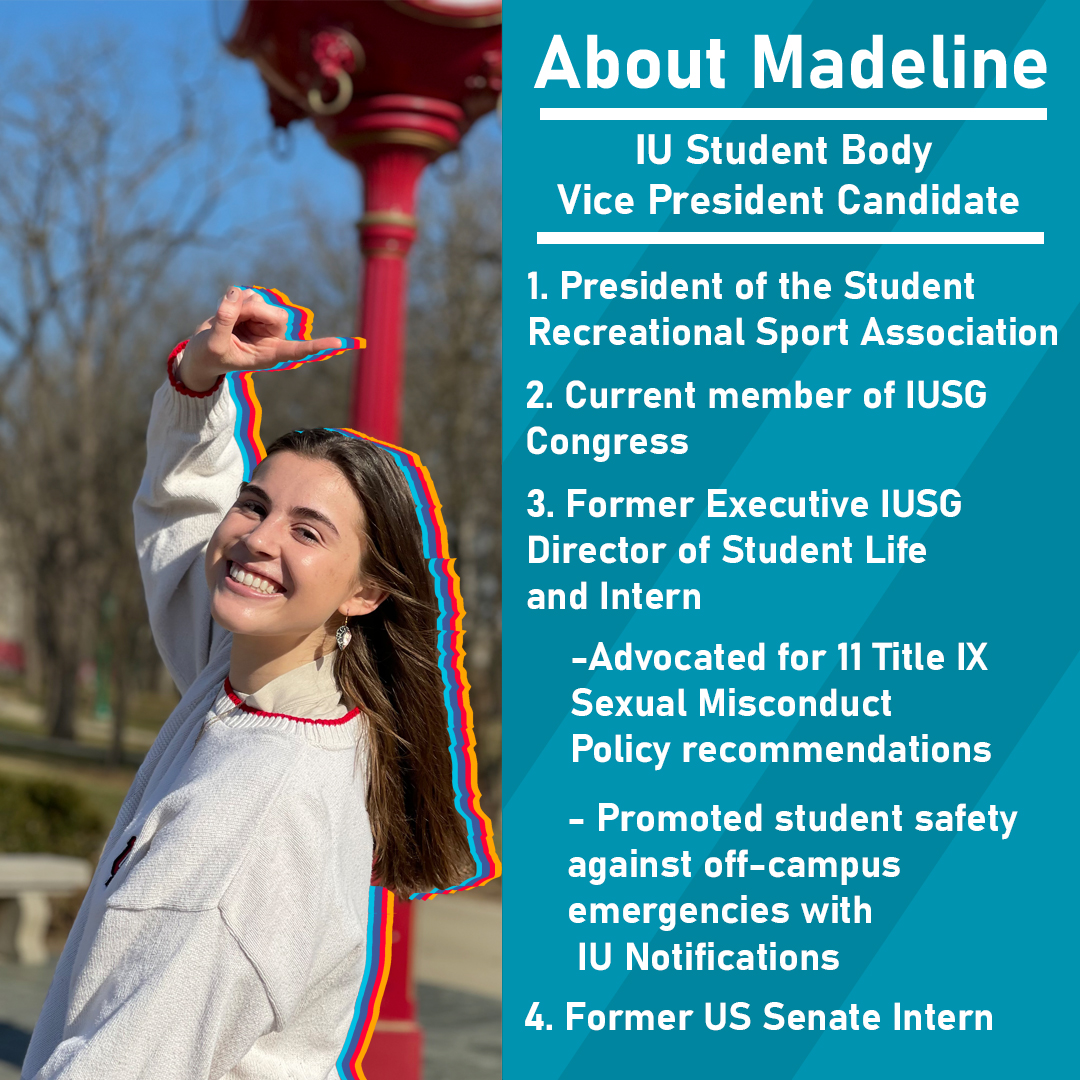 About Madeline
IU Student Body
Vice President Candidate
1. President of the Student
Recreational Sport Association
2. Current member of IUSG
Congress
3. Former Executive IUSG
Director of Student Life
and Intern
-Advocated for 11 Title IX
Sexual Misconduct
Policy recommendations
- Promoted student safety
against off-campus
emergencies with
IU Notifications
4. Former US Senate Intern